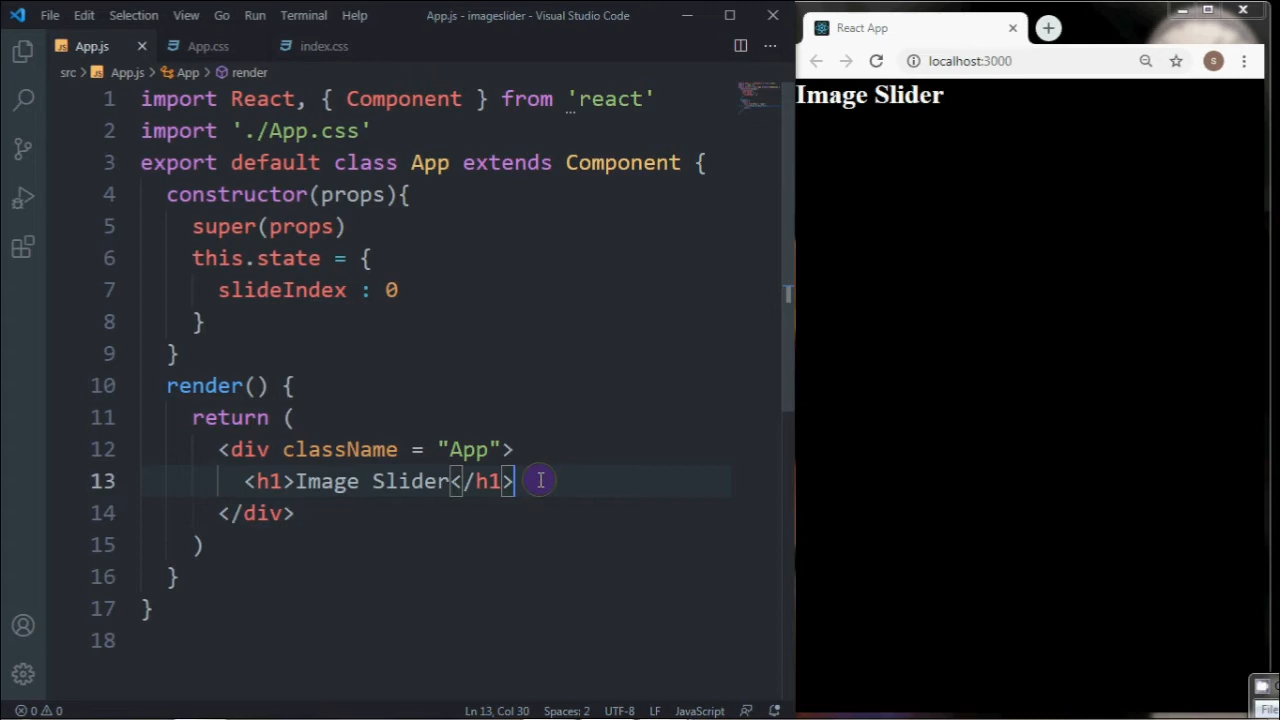 File Edit Selection View Go Run Terminal Help App.js - imageslider - Visual Studio Code
App.js App.css index.css
src › App.js › App › render
1 import React, { Component } from 'react'
2 import './App.css'
3 export default class App extends Component {
4 constructor(props){
5 super(props)
6 this.state = {
7 slideIndex : 0
8 }
9 }
10 render() {
11 return (
12 <div className = "App">
13 <h1>Image Slider</h1>
14 </div>
15 )
16 }
17 }
18
0 0 Ln 13, Col 30 Spaces: 2 UTF-8 LF JavaScript
React App
localhost:3000 S
Image Slider
File